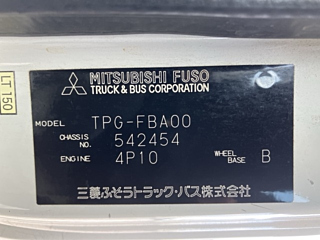 MITSUBISHI FUSO
TRUCK & BUS CORPORATION
MODEL TPG-FBA00
CHASSIS NO. 542454
ENGINE 4P10 WHEEL BASE B
三菱ふそうトラック・バス株式会社
LT 150